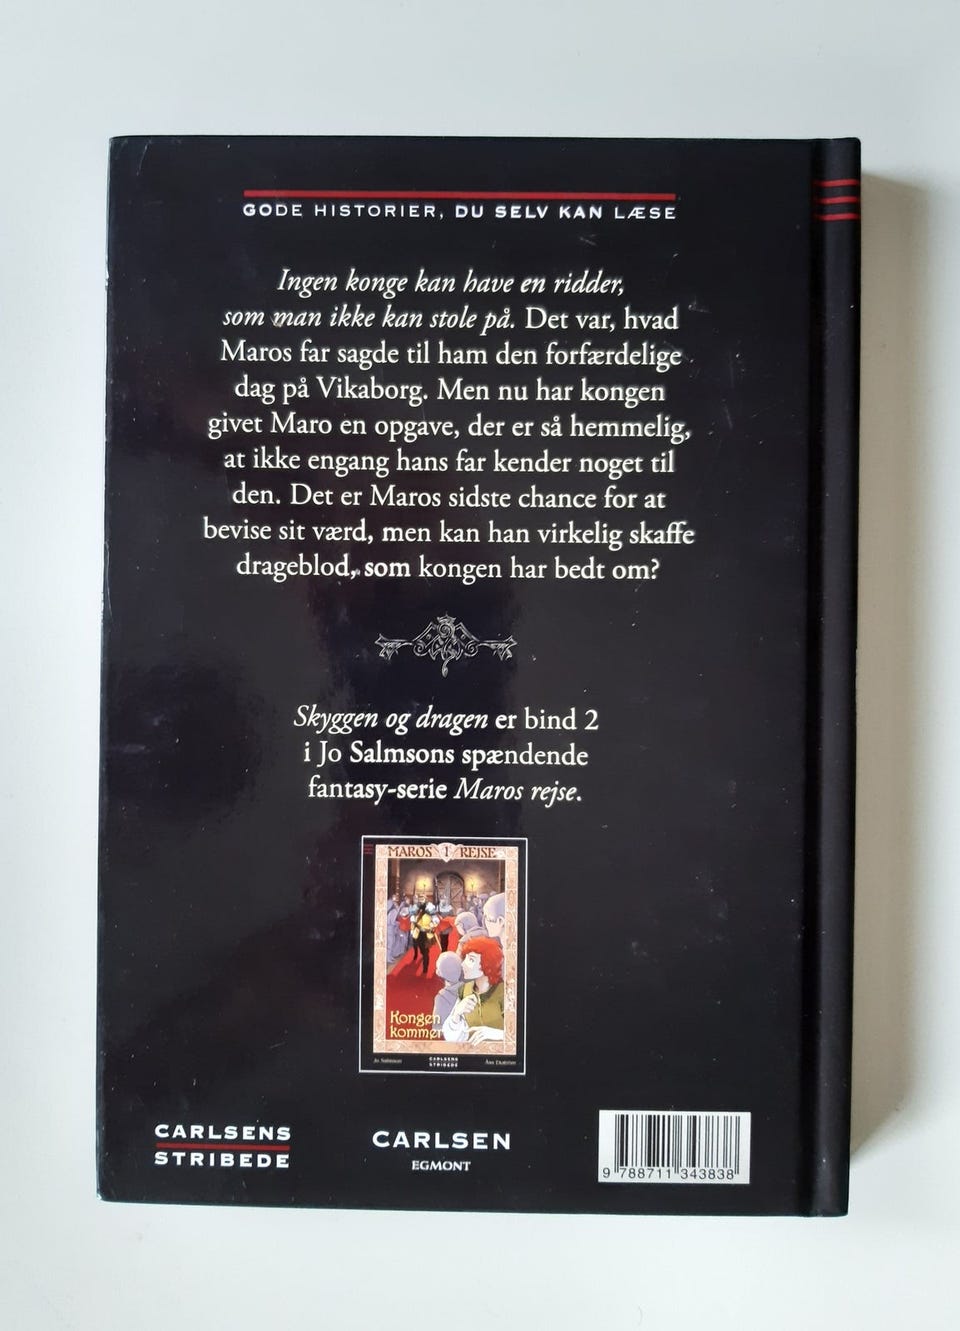 GODE HISTORIER, DU SELV KAN LÆSE
Ingen konge kan have en ridder,
som man ikke kan stole på. Det var, hvad
Maros far sagde til ham den forfærdelige
dag på Vikaborg. Men nu har kongen
givet Maro en opgave, der er så hemmelig,
at ikke engang hans far kender noget til
den. Det er Maros sidste chance for at
bevise sit værd, men kan han virkelig skaffe
drageblod, som kongen har bedt om?
Skyggen og dragen er bind 2
i Jo Salmsons spændende
fantasy-serie Maros rejse.
MAROS 1 REJSE
Kongen
kommer
Jo Salmson
CARLSENS
STRIBEDE
CARLSENS
STRIBEDE
CARLSEN
EGMONT
9 788711 343838